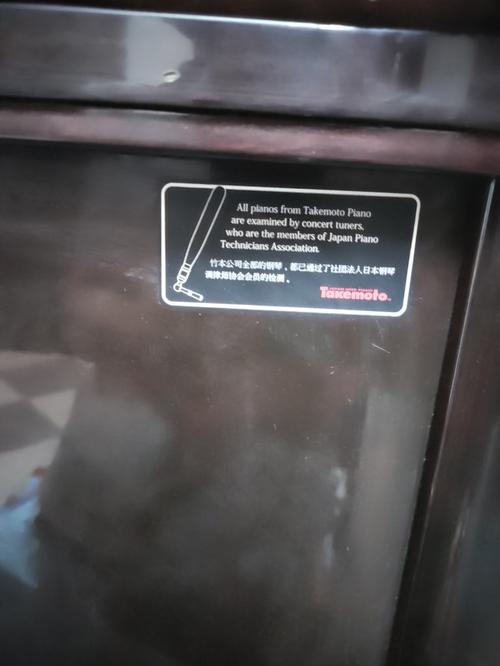 All pianos from Takemoto Piano
are examined by concert tuners,
who are the members of Japan Piano
Technicians Association.
竹本公司全部的钢琴，都已通过了社团法人日本钢琴
调律师协会会员的检测。
Takemoto